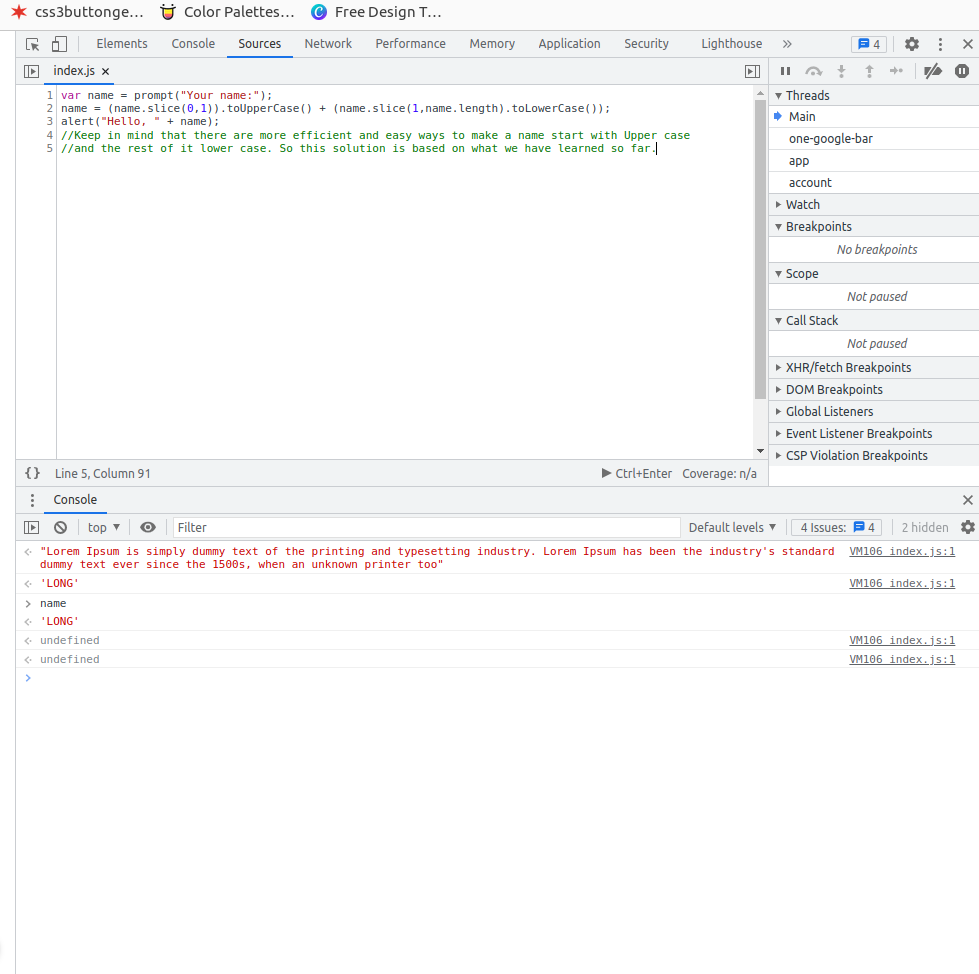 css3buttonge... Color Palettes... Free Design T...
Elements Console Sources Network Performance Memory Application Security Lighthouse » 4
index.js ×
1 var name = prompt("Your name:");
2 name = (name.slice(0,1)).toUpperCase() + (name.slice(1,name.length).toLowerCase());
3 alert("Hello, " + name);
4 //Keep in mind that there are more efficient and easy ways to make a name start with Upper case
5 //and the rest of it lower case. So this solution is based on what we have learned so far.
Threads
Main
one-google-bar
app
account
Watch
Breakpoints
No breakpoints
Scope
Not paused
Call Stack
Not paused
XHR/fetch Breakpoints
DOM Breakpoints
Global Listeners
Event Listener Breakpoints
CSP Violation Breakpoints
{ } Line 5, Column 91 Ctrl+Enter Coverage: n/a
Console
top Filter Default levels 4 Issues: 4 2 hidden
"Lorem Ipsum is simply dummy text of the printing and typesetting industry. Lorem Ipsum has been the industry's standard VM106 index.js:1
dummy text ever since the 1500s, when an unknown printer too"
'LONG' VM106 index.js:1
> name
'LONG'
undefined VM106 index.js:1
undefined VM106 index.js:1
>